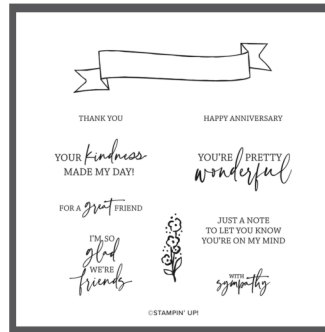 THANK YOU
HAPPY ANNIVERSARY
YOUR kindness
MADE MY DAY!
YOU'RE PRETTY
wonderful
FOR A great FRIEND
I'M SO
glad
WE'RE
friends
JUST A NOTE
TO LET YOU KNOW
YOU'RE ON MY MIND
WITH
sympathy
©STAMPIN' UP!